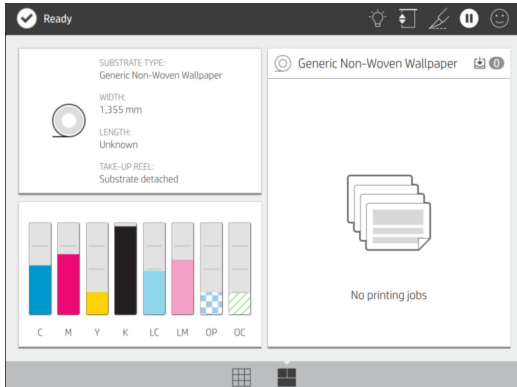 Ready
SUBSTRATE TYPE:
Generic Non-Woven Wallpaper
WIDTH:
1,355 mm
LENGTH:
Unknown
TAKE-UP REEL:
Substrate detached
Generic Non-Woven Wallpaper 0
No printing jobs
C M Y K LC LM OP OC